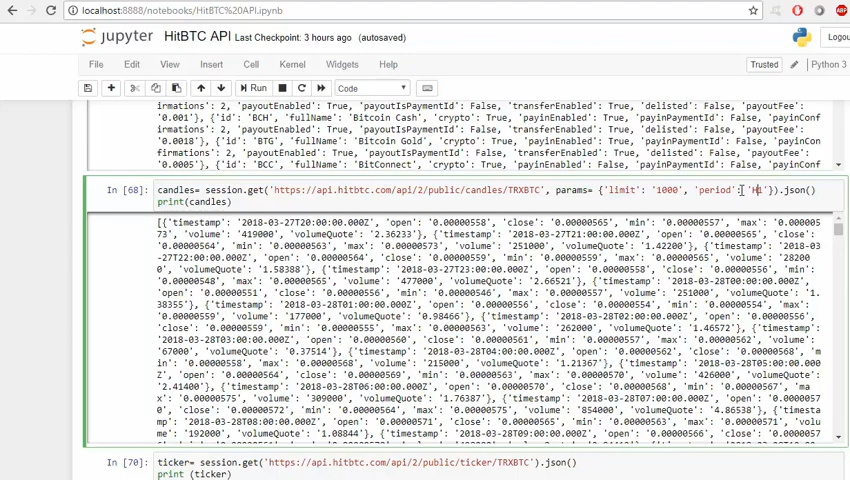 localhost:8888/notebooks/HitBTC%20API.ipynb
ABP
jupyter HitBTC API Last Checkpoint: 3 hours ago (autosaved)
Logou
File Edit View Insert Cell Kernel Widgets Help Trusted Python 3
Run Code
irmations': 2, 'payoutEnabled': True, 'payoutIsPaymentId': False, 'transferEnabled': True, 'delisted': False, 'payoutFee':
'0.001'}, {'id': 'BCH', 'fullName': 'Bitcoin Cash', 'crypto': True, 'payinEnabled': True, 'payinPaymentId': False, 'payinConf
irmations': 2, 'payoutEnabled': True, 'payoutIsPaymentId': False, 'transferEnabled': True, 'delisted': False, 'payoutFee':
'0.0018'}, {'id': 'BTG', 'fullName': 'Bitcoin Gold', 'crypto': True, 'payinEnabled': True, 'payinPaymentId': False, 'payinCon
firmations': 2, 'payoutEnabled': True, 'payoutIsPaymentId': False, 'transferEnabled': True, 'delisted': False, 'payoutFee':
'0.0005'}, {'id': 'BCC', 'fullName': 'BitConnect', 'crypto': True, 'payinEnabled': True, 'payinPaymentId': False, 'payinConfi
In [68]: candles= session.get('https://api.hitbtc.com/api/2/public/candles/TRXBTC', params= {'limit': '1000', 'period': 'H1'}).json()
print(candles)
[{'timestamp': '2018-03-27T20:00:00.000Z', 'open': '0.00000558', 'close': '0.00000565', 'min': '0.00000557', 'max': '0.000005
73', 'volume': '419000', 'volumeQuote': '2.36233'}, {'timestamp': '2018-03-27T21:00:00.000Z', 'open': '0.00000565', 'close':
'0.00000564', 'min': '0.00000563', 'max': '0.00000573', 'volume': '251000', 'volumeQuote': '1.42200'}, {'timestamp': '2018-03
-27T22:00:00.000Z', 'open': '0.00000564', 'close': '0.00000559', 'min': '0.00000559', 'max': '0.00000565', 'volume': '28200
0', 'volumeQuote': '1.58388'}, {'timestamp': '2018-03-27T23:00:00.000Z', 'open': '0.00000558', 'close': '0.00000556', 'min':
'0.00000548', 'max': '0.00000565', 'volume': '477000', 'volumeQuote': '2.66521'}, {'timestamp': '2018-03-28T00:00:00.000Z',
'open': '0.00000551', 'close': '0.00000556', 'min': '0.00000546', 'max': '0.00000557', 'volume': '251000', 'volumeQuote': '1.
38355'}, {'timestamp': '2018-03-28T01:00:00.000Z', 'open': '0.00000556', 'close': '0.00000556', 'min': '0.00000554', 'max':
'0.00000559', 'volume': '177000', 'volumeQuote': '0.98466'}, {'timestamp': '2018-03-28T02:00:00.000Z', 'open': '0.00000556',
'close': '0.00000559', 'min': '0.00000555', 'max': '0.00000563', 'volume': '262000', 'volumeQuote': '1.46572'}, {'timestamp':
'2018-03-28T03:00:00.000Z', 'open': '0.00000560', 'close': '0.00000561', 'min': '0.00000557', 'max': '0.00000563', 'volume':
'67000', 'volumeQuote': '0.37514'}, {'timestamp': '2018-03-28T04:00:00.000Z', 'open': '0.00000562', 'close': '0.00000568', 'm
in': '0.00000558', 'max': '0.00000568', 'volume': '215000', 'volumeQuote': '1.21367'}, {'timestamp': '2018-03-28T05:00:00.000
Z', 'open': '0.00000564', 'close': '0.00000569', 'min': '0.00000563', 'max': '0.00000570', 'volume': '426000', 'volumeQuote':
'2.41400'}, {'timestamp': '2018-03-28T06:00:00.000Z', 'open': '0.00000570', 'close': '0.00000568', 'min': '0.00000567', 'ma
x': '0.00000575', 'volume': '309000', 'volumeQuote': '1.76387'}, {'timestamp': '2018-03-28T07:00:00.000Z', 'open': '0.0000057
0', 'close': '0.00000572', 'min': '0.00000564', 'max': '0.00000575', 'volume': '854000', 'volumeQuote': '4.86538'}, {'timesta
mp': '2018-03-28T08:00:00.000Z', 'open': '0.00000571', 'close': '0.00000565', 'min': '0.00000563', 'max': '0.00000571', 'volu
me': '192000', 'volumeQuote': '1.08844'}, {'timestamp': '2018-03-28T09:00:00.000Z', 'open': '0.00000566', 'close': '0.0000056
In [70]: ticker= session.get('https://api.hitbtc.com/api/2/public/ticker/TRXBTC').json()
print (ticker)